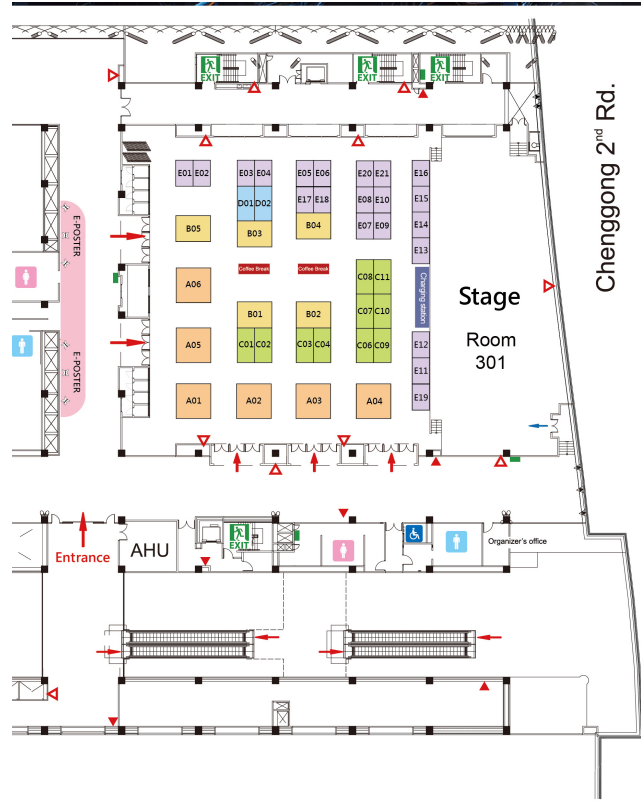 EXIT
EXIT
EXIT
Chenggong 2nd Rd.
E01 E02
E03 E04
E05 E06
E20 E21
E16
D01 D02
E17 E18
E08 E10
E15
B05
B03
B04
E07 E09
E14
E13
E-POSTER
Coffee Break
Coffee Break
C08 C11
A06
Charging station
Stage
B01
B02
C07 C10
Room
301
A05
C01 C02
C03 C04
C06 C09
E12
E11
E-POSTER
A01
A02
A03
A04
E19
Entrance
AHU
EXIT
Organizer's office